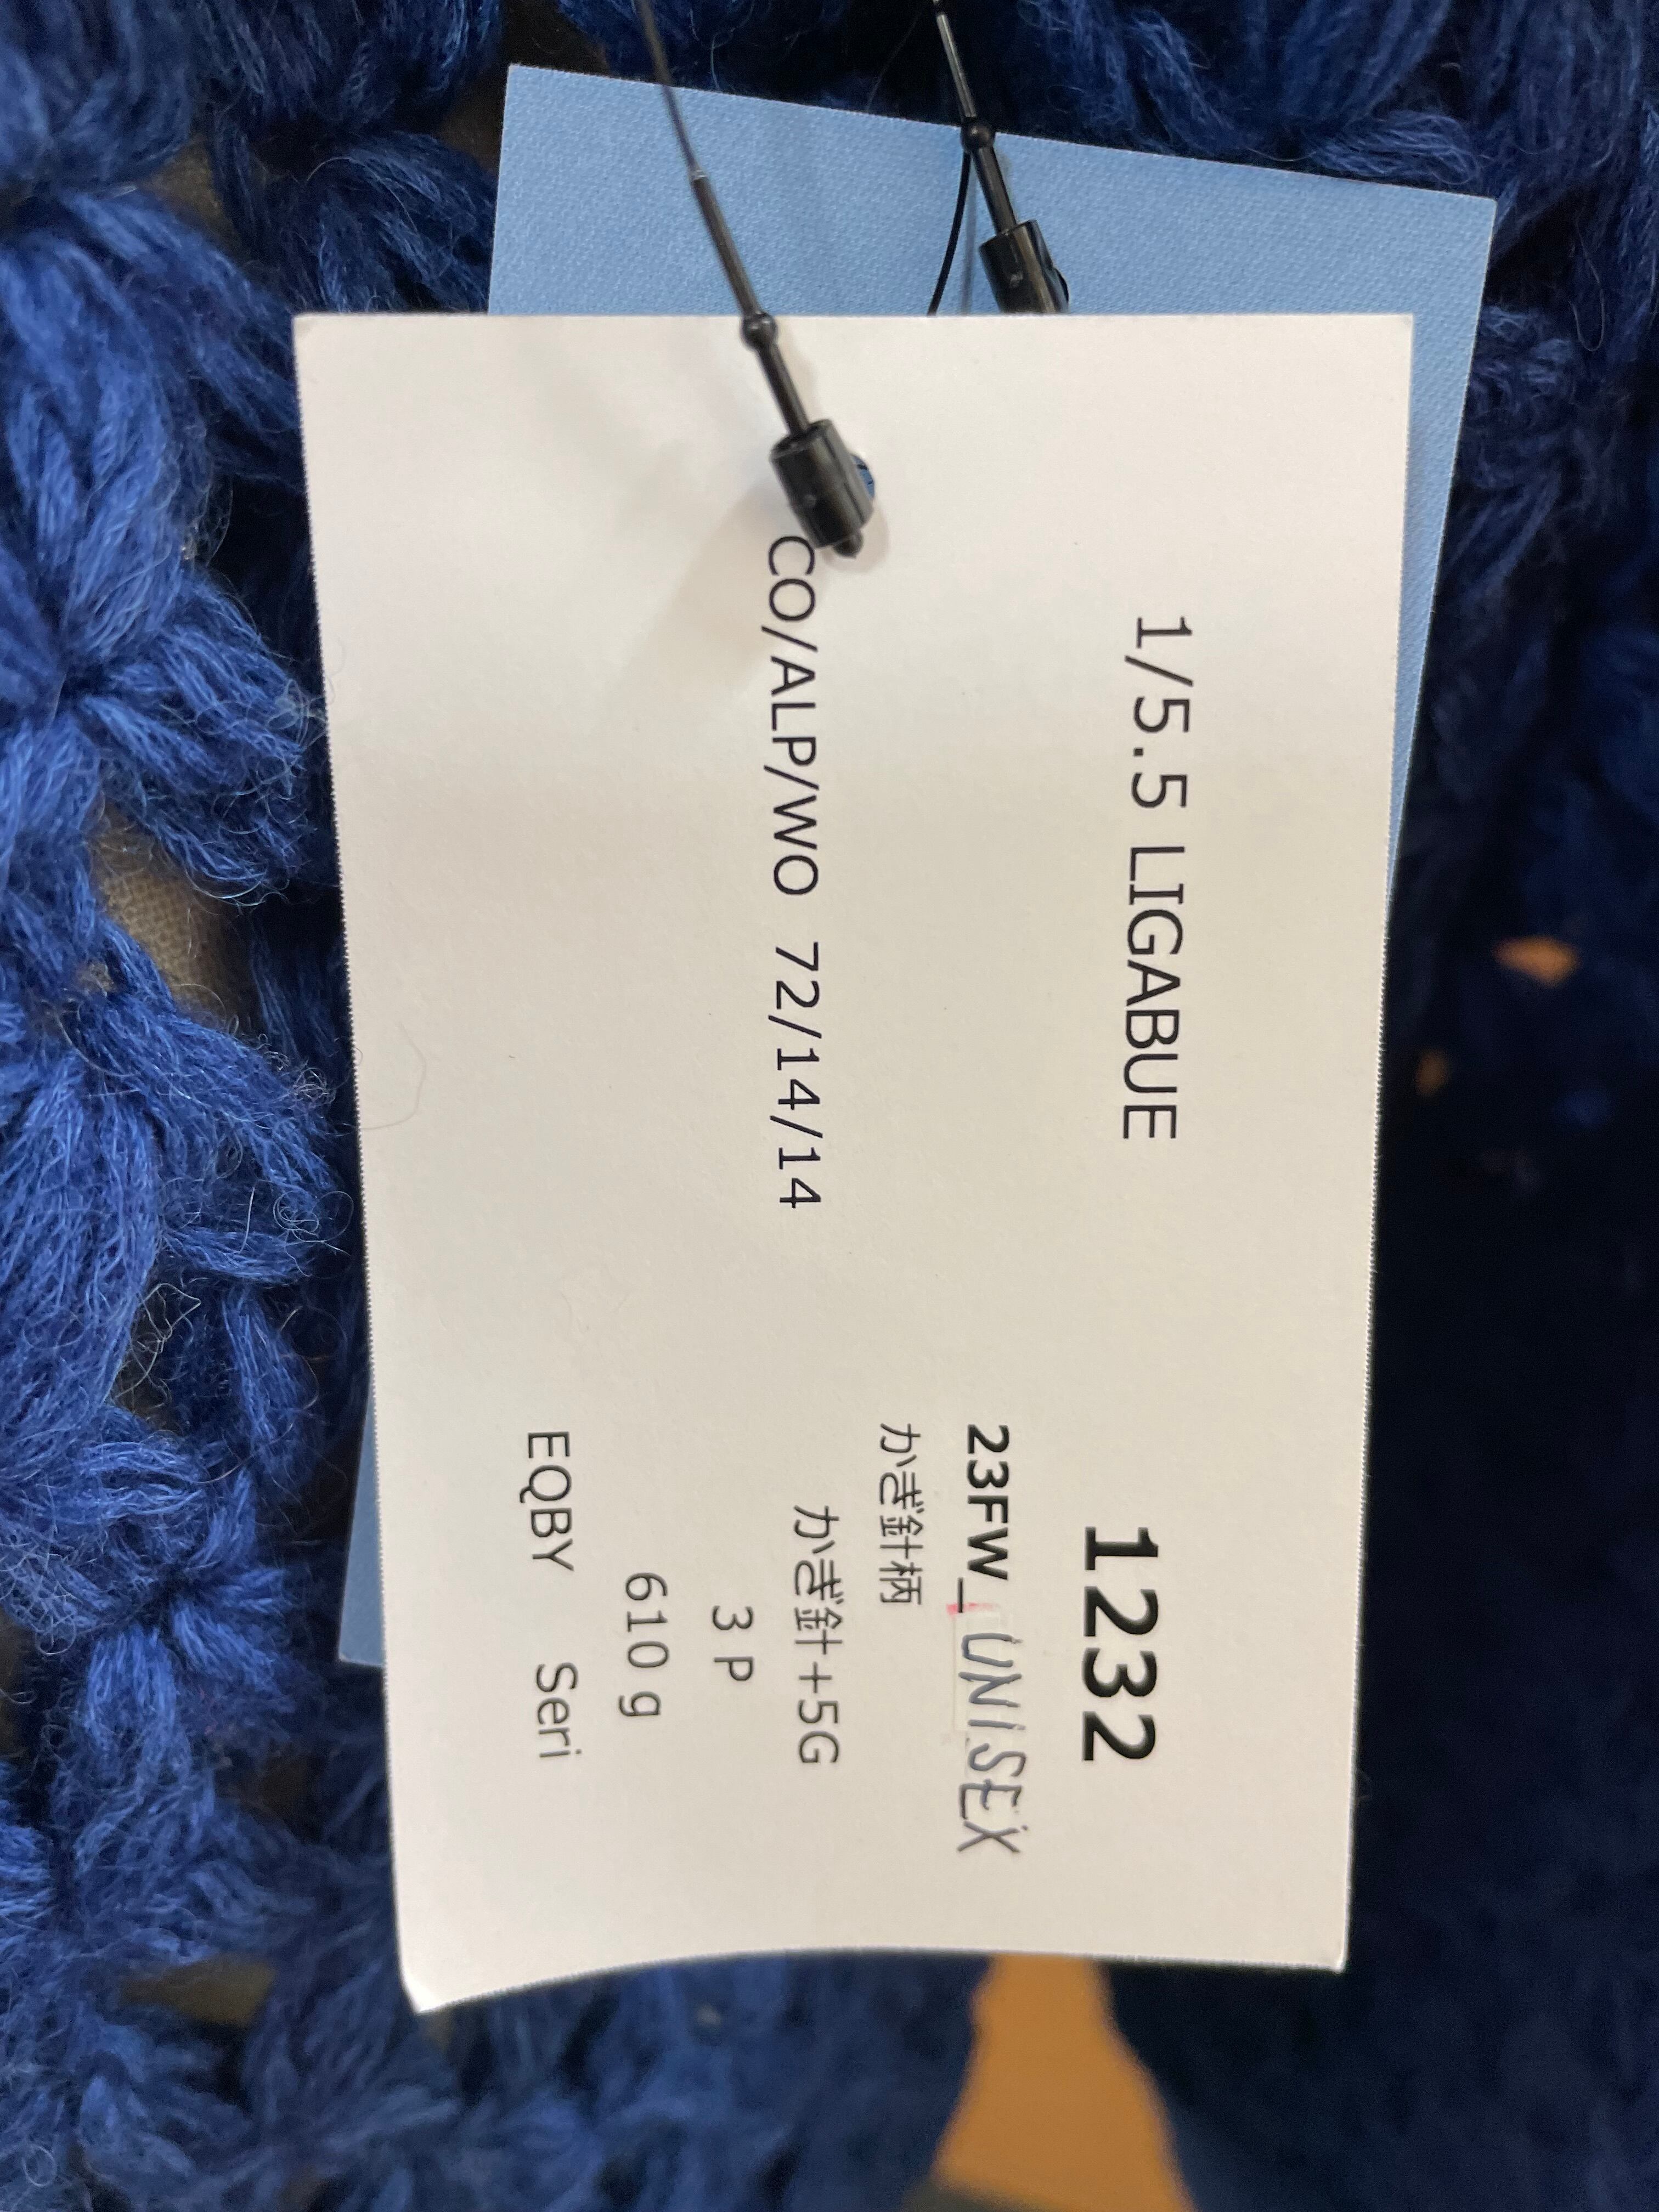 1/5.5 LIGABUE
CO/ALP/WO 72/14/14
1232
23FW_UNISEX
かぎ針柄
かぎ針+5G
3 P
610 g
EQBY Seri